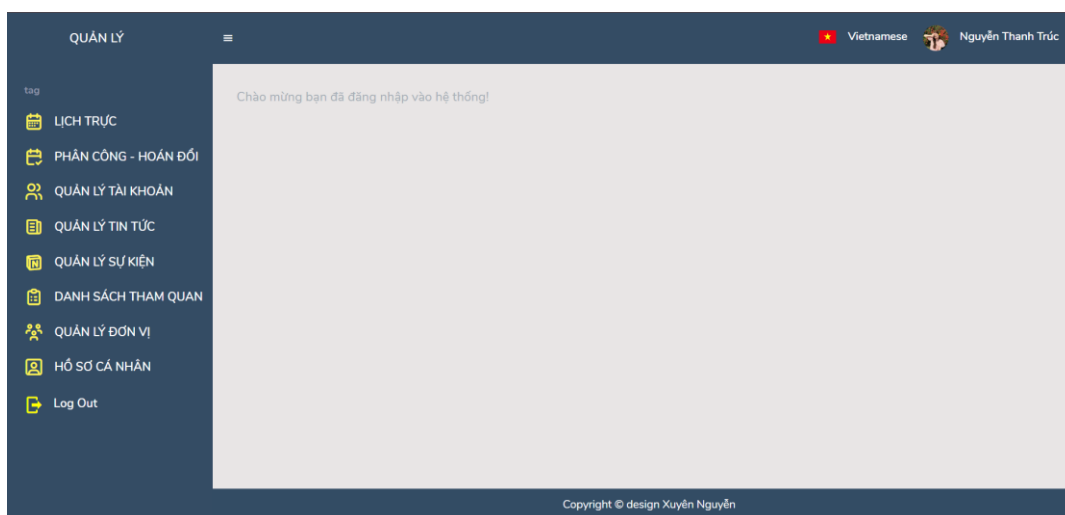 QUẢN LÝ
Vietnamese
Nguyễn Thanh Trúc
tag
Chào mừng bạn đã đăng nhập vào hệ thống!
LỊCH TRỰC
PHÂN CÔNG - HOÁN ĐỔI
QUẢN LÝ TÀI KHOẢN
QUẢN LÝ TIN TỨC
QUẢN LÝ SỰ KIỆN
DANH SÁCH THAM QUAN
QUẢN LÝ ĐƠN VỊ
HỒ SƠ CÁ NHÂN
Log Out
Copyright © design Xuyên Nguyễn